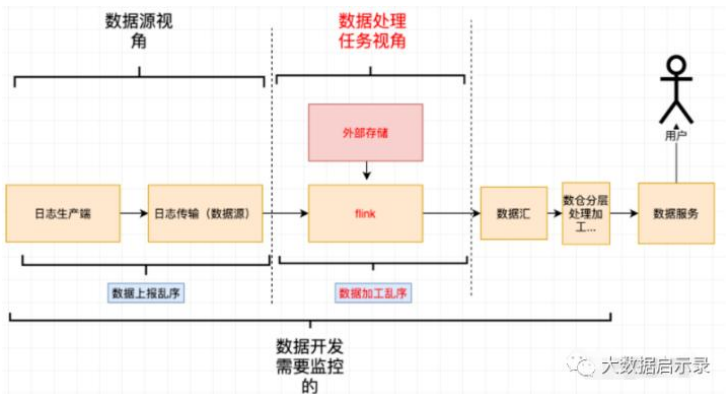 数据源视
角
数据处理
任务视角
外部存储
用户
日志生产端
日志传输（数据源）
flink
数据汇
数仓分层
处理加
工...
数据服务
数据上报乱序
数据加工乱序
数据开发
需要监控
的
大数据启示录